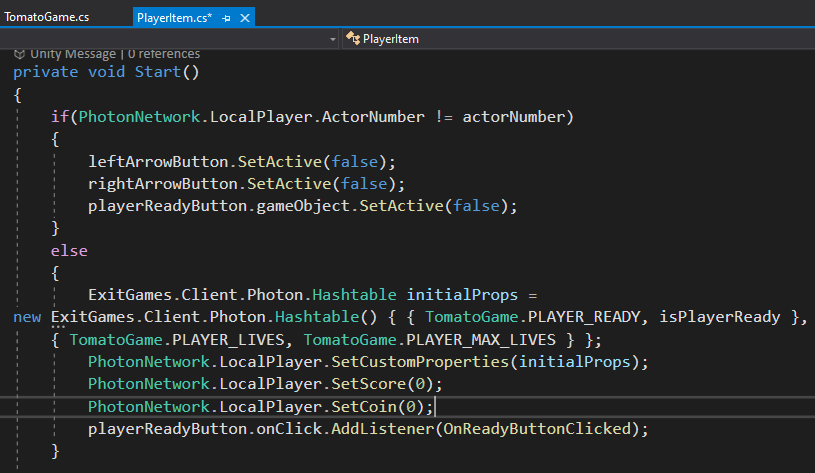 TomatoGame.cs
PlayerItem.cs*
PlayerItem
Unity Message | 0 references
private void Start()
{
if(PhotonNetwork.LocalPlayer.ActorNumber != actorNumber)
{
leftArrowButton.SetActive(false);
rightArrowButton.SetActive(false);
playerReadyButton.gameObject.SetActive(false);
}
else
{
ExitGames.Client.Photon.Hashtable initialProps =
new ExitGames.Client.Photon.Hashtable() { { TomatoGame.PLAYER_READY, isPlayerReady },
{ TomatoGame.PLAYER_LIVES, TomatoGame.PLAYER_MAX_LIVES } };
PhotonNetwork.LocalPlayer.SetCustomProperties(initialProps);
PhotonNetwork.LocalPlayer.SetScore(0);
PhotonNetwork.LocalPlayer.SetCoin(0);
playerReadyButton.onClick.AddListener(OnReadyButtonClicked);
}